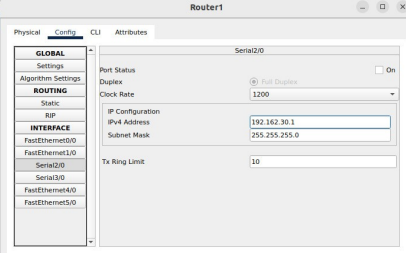 Router1
Physical Config CLI Attributes
GLOBAL
Settings
Algorithm Settings
ROUTING
Static
RIP
INTERFACE
FastEthernet0/0
FastEthernet1/0
Serial2/0
Serial3/0
FastEthernet4/0
FastEthernet5/0
Serial2/0
Port Status On
Duplex Full Duplex
Clock Rate 1200
IP Configuration
IPv4 Address 192.162.30.1
Subnet Mask 255.255.255.0
Tx Ring Limit 10